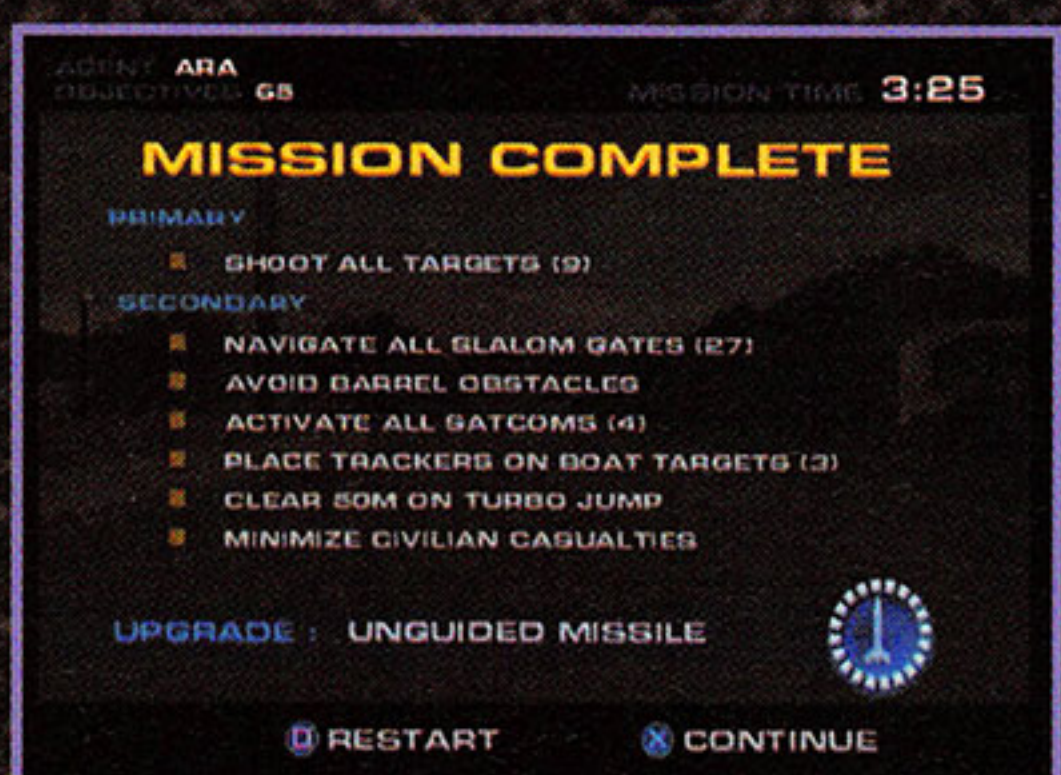 AGENT ARA
OBJECTIVES GS
MISSION TIME 3:25
MISSION COMPLETE
PRIMARY
SHOOT ALL TARGETS (9)
SECONDARY
NAVIGATE ALL SLALOM GATES (27)
AVOID BARREL OBSTACLES
ACTIVATE ALL SATCOMS (4)
PLACE TRACKERS ON BOAT TARGETS (3)
CLEAR 50M ON TURBO JUMP
MINIMIZE CIVILIAN CASUALTIES
UPGRADE : UNGUIDED MISSILE
RESTART
X CONTINUE